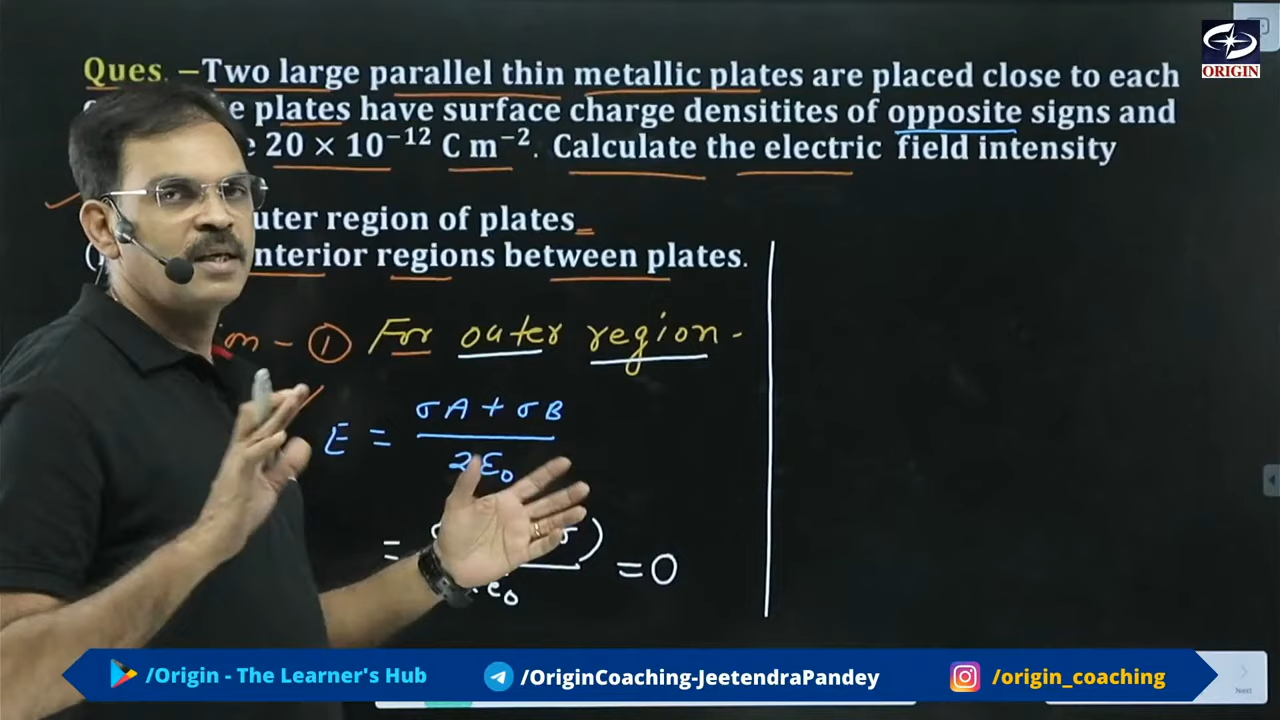 ORIGIN
Ques. –Two large parallel thin metallic plates are placed close to each
plates have surface charge densitites of opposite signs and
20 × 10⁻¹² C m⁻². Calculate the electric field intensity
region of plates
regions between plates.
– ① For outer region -
E = σA + σB / 2ε₀
= 0
/Origin - The Learner's Hub
/OriginCoaching-JeetendraPandey
/origin_coaching
Next